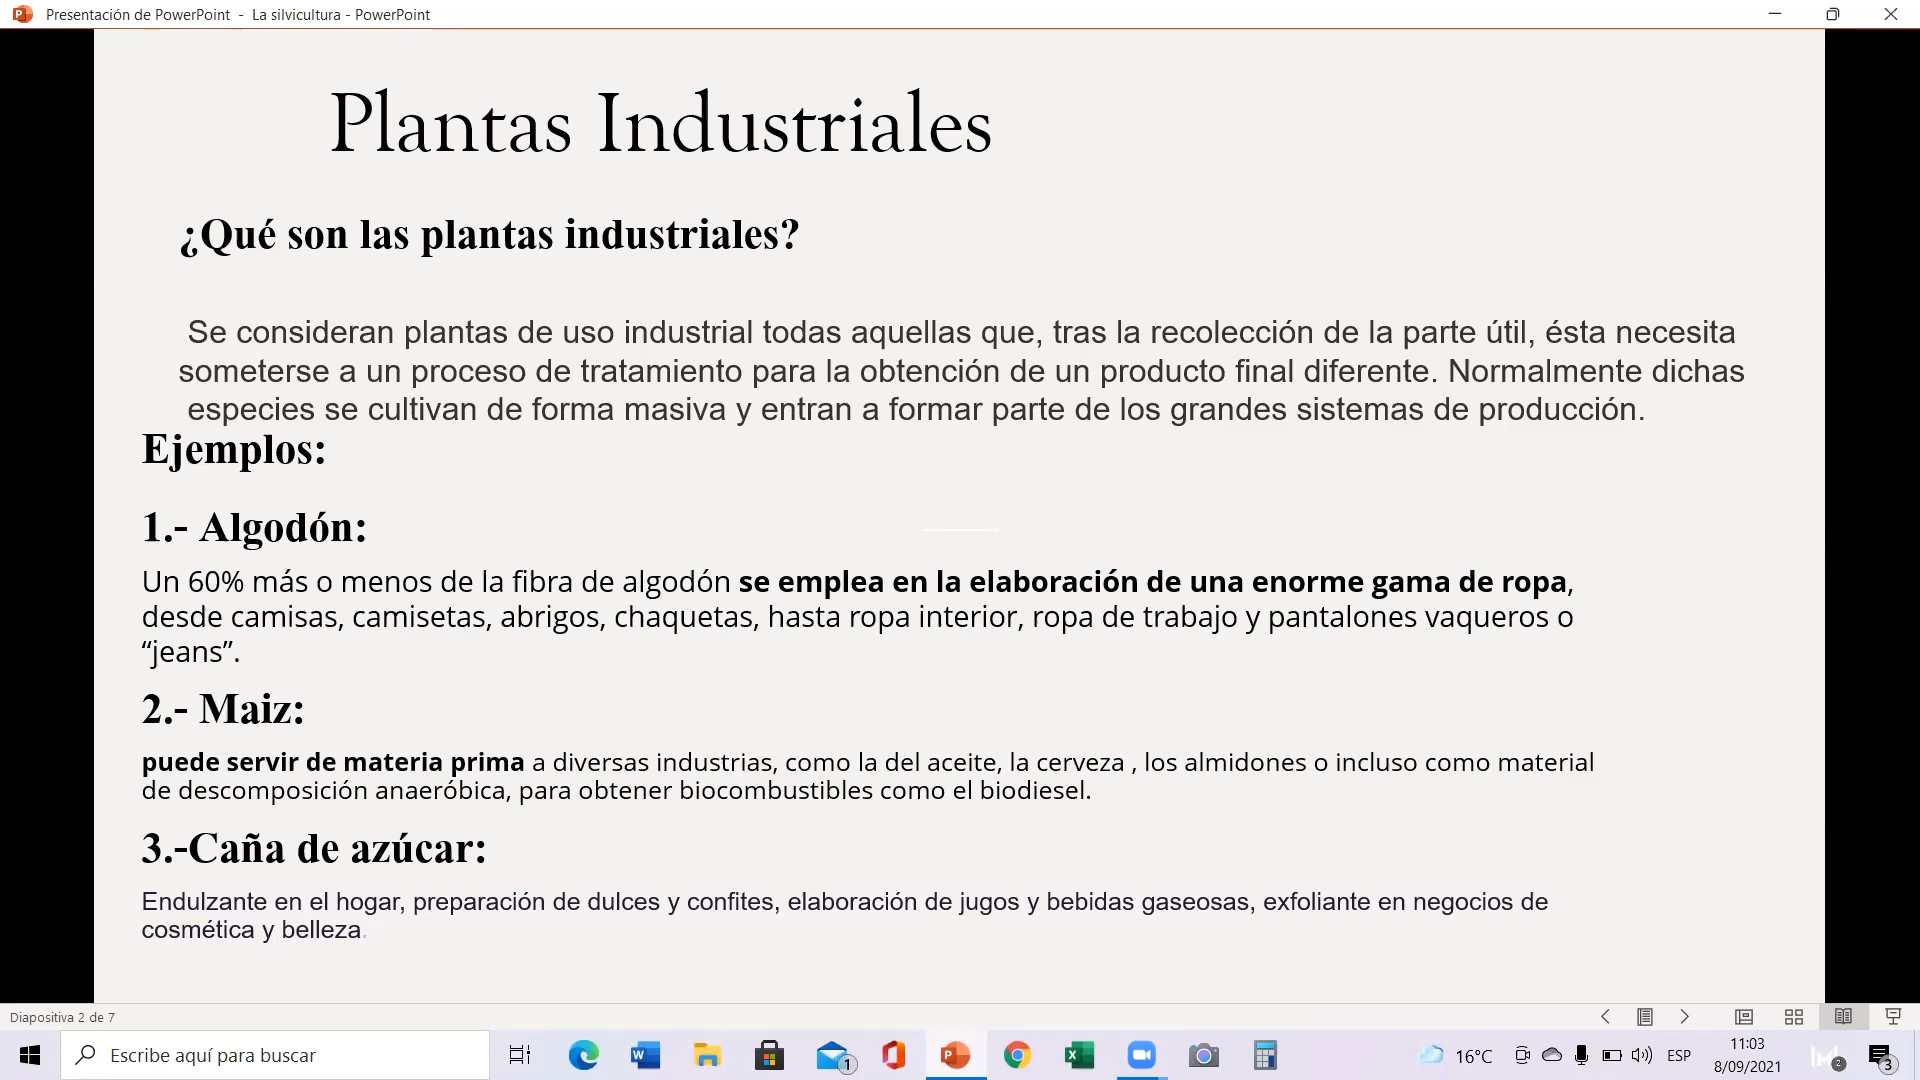 Presentación de PowerPoint - La silvicultura - PowerPoint
Plantas Industriales
¿Qué son las plantas industriales?
Se consideran plantas de uso industrial todas aquellas que, tras la recolección de la parte útil, ésta necesita
someterse a un proceso de tratamiento para la obtención de un producto final diferente. Normalmente dichas
especies se cultivan de forma masiva y entran a formar parte de los grandes sistemas de producción.
Ejemplos:
1.- Algodón:
Un 60% más o menos de la fibra de algodón se emplea en la elaboración de una enorme gama de ropa,
desde camisas, camisetas, abrigos, chaquetas, hasta ropa interior, ropa de trabajo y pantalones vaqueros o
“jeans”.
2.- Maiz:
puede servir de materia prima a diversas industrias, como la del aceite, la cerveza , los almidones o incluso como material
de descomposición anaeróbica, para obtener biocombustibles como el biodiesel.
3.-Caña de azúcar:
Endulzante en el hogar, preparación de dulces y confites, elaboración de jugos y bebidas gaseosas, exfoliante en negocios de
cosmética y belleza.
Diapositiva 2 de 7
Escribe aquí para buscar
1
16°C
ESP
11:03
8/09/2021
2
3